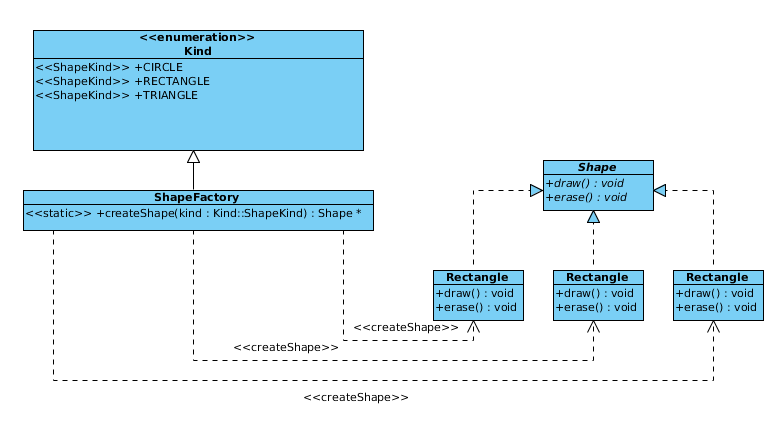 <<enumeration>>
Kind
<<ShapeKind>> +CIRCLE
<<ShapeKind>> +RECTANGLE
<<ShapeKind>> +TRIANGLE
ShapeFactory
<<static>> +createShape(kind : Kind::ShapeKind) : Shape *
Shape
+draw() : void
+erase() : void
Rectangle
+draw() : void
+erase() : void
Rectangle
+draw() : void
+erase() : void
Rectangle
+draw() : void
+erase() : void
<<createShape>>
<<createShape>>
<<createShape>>